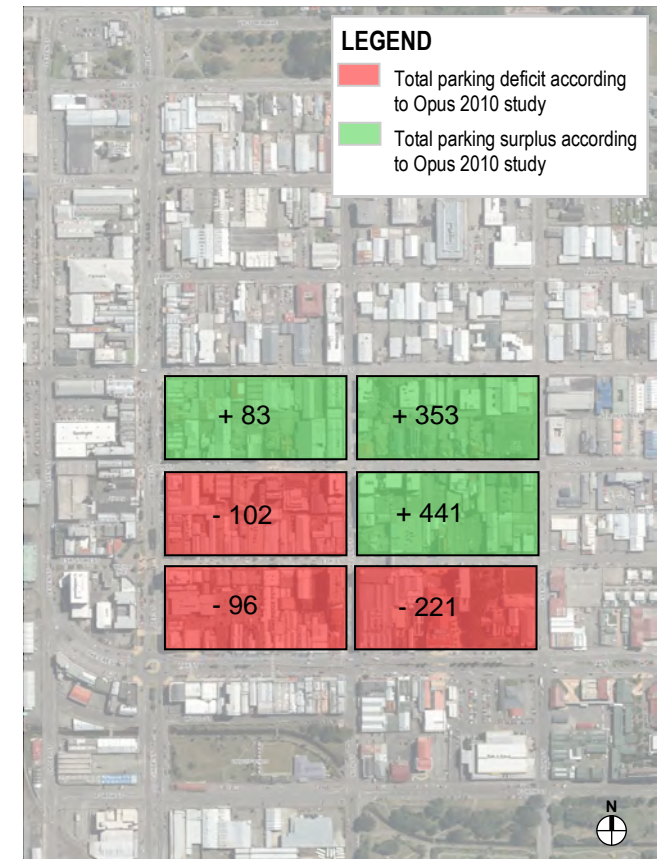 LEGEND
Total parking deficit according
to Opus 2010 study
Total parking surplus according
to Opus 2010 study
+ 83
+ 353
- 102
+ 441
- 96
- 221
N